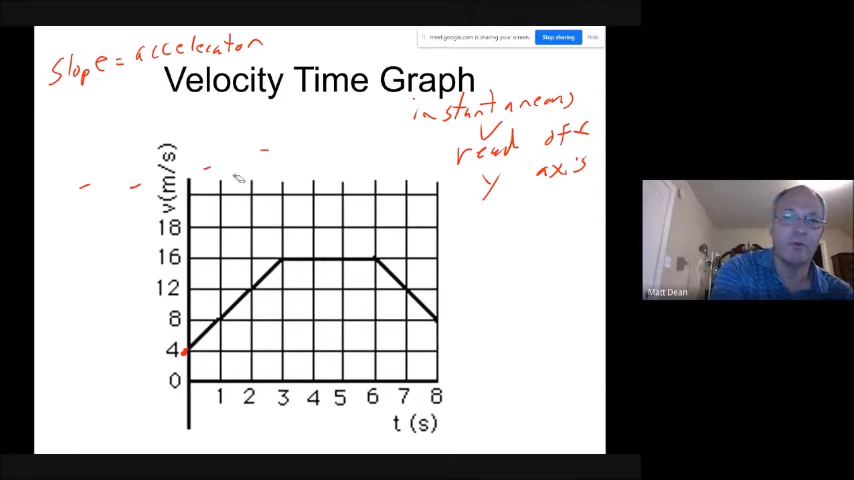 meet.google.com is sharing your screen.
Stop sharing
Hide
Slope = acceleration
Velocity Time Graph
instantaneous
V
read off
y axis
v(m/s)
18
16
12
8
4
0
1 2 3 4 5 6 7 8
t (s)
Matt Dean